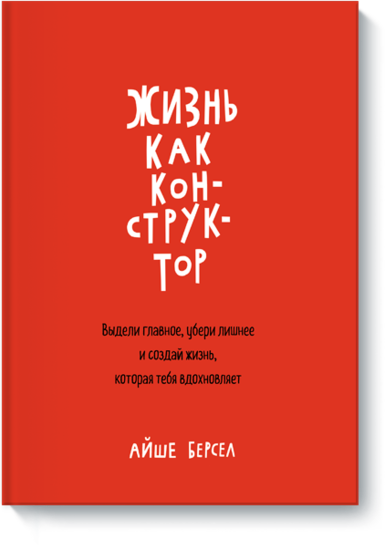 ЖИЗНЬ
КАК
КОН-
СТРУК-
ТОР
Выдели главное, убери лишнее
и создай жизнь,
которая тебя вдохновляет
АЙШЕ БЕРСЕЛ